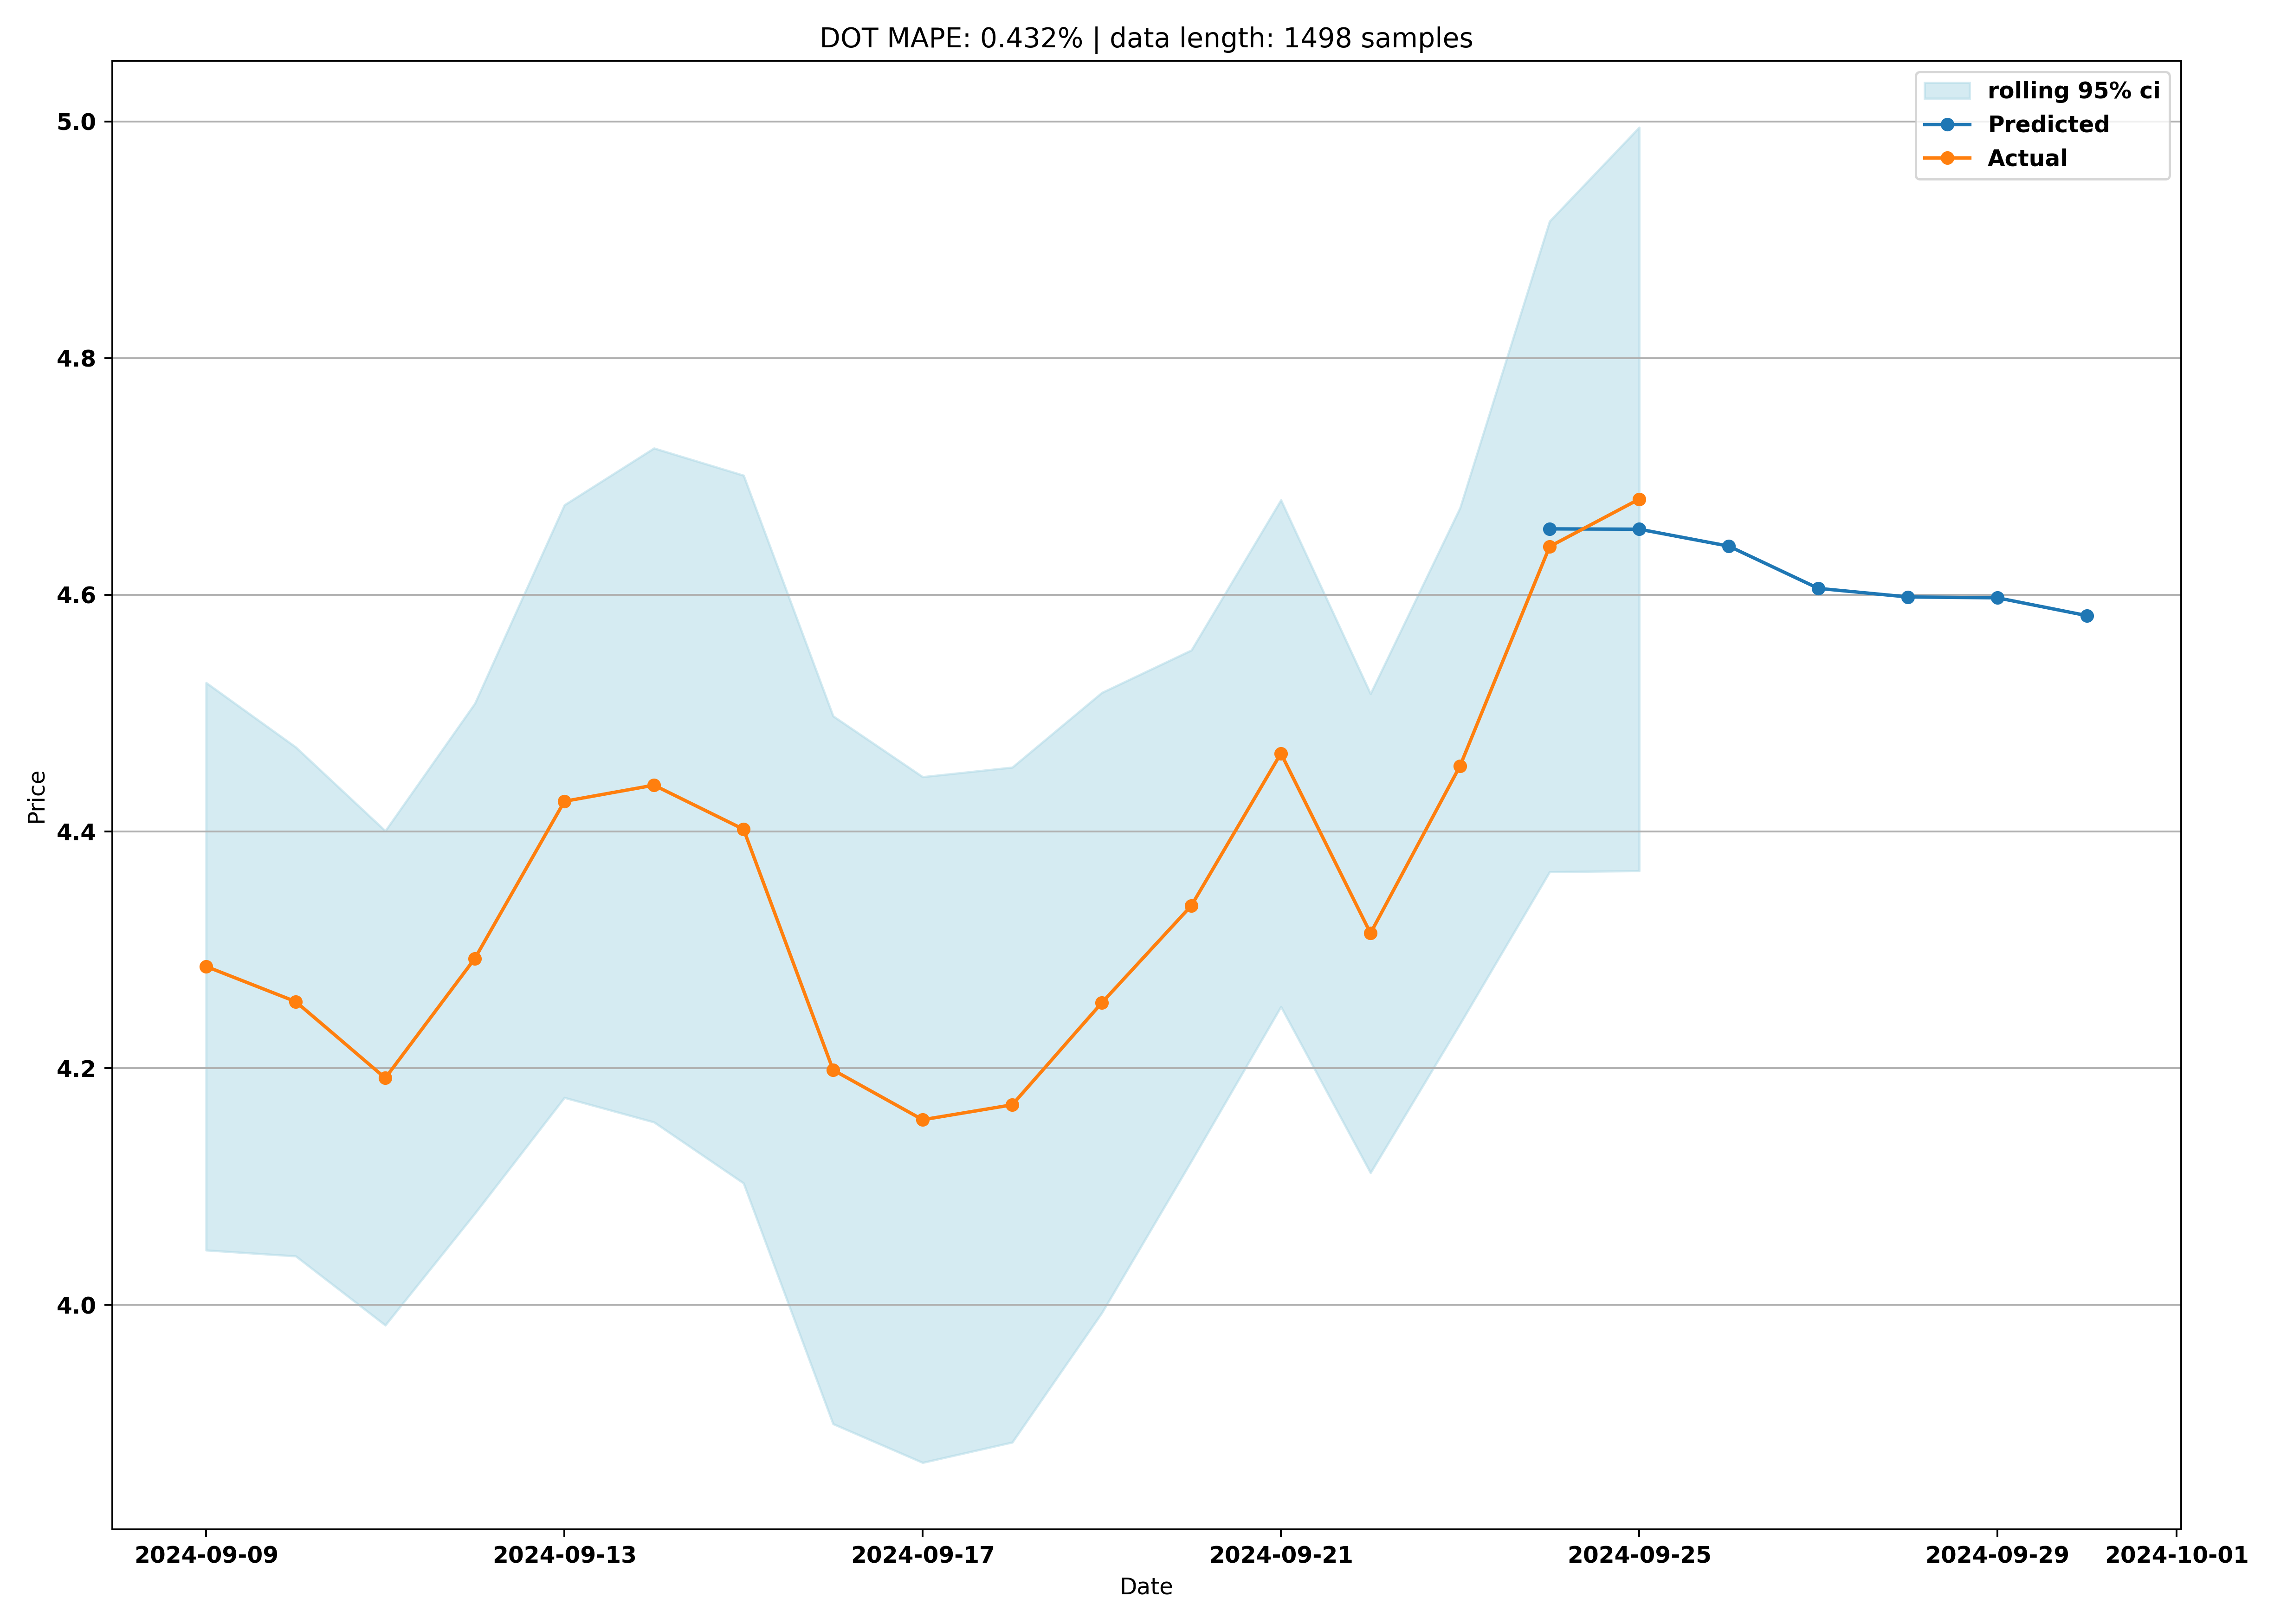 DOT MAPE: 0.432% | data length: 1498 samples
rolling 95% ci
Predicted
Actual
5.0
4.8
4.6
4.4
4.2
4.0
Price
2024-09-09 2024-09-13 2024-09-17 2024-09-21 2024-09-25 2024-09-29 2024-10-01
Date